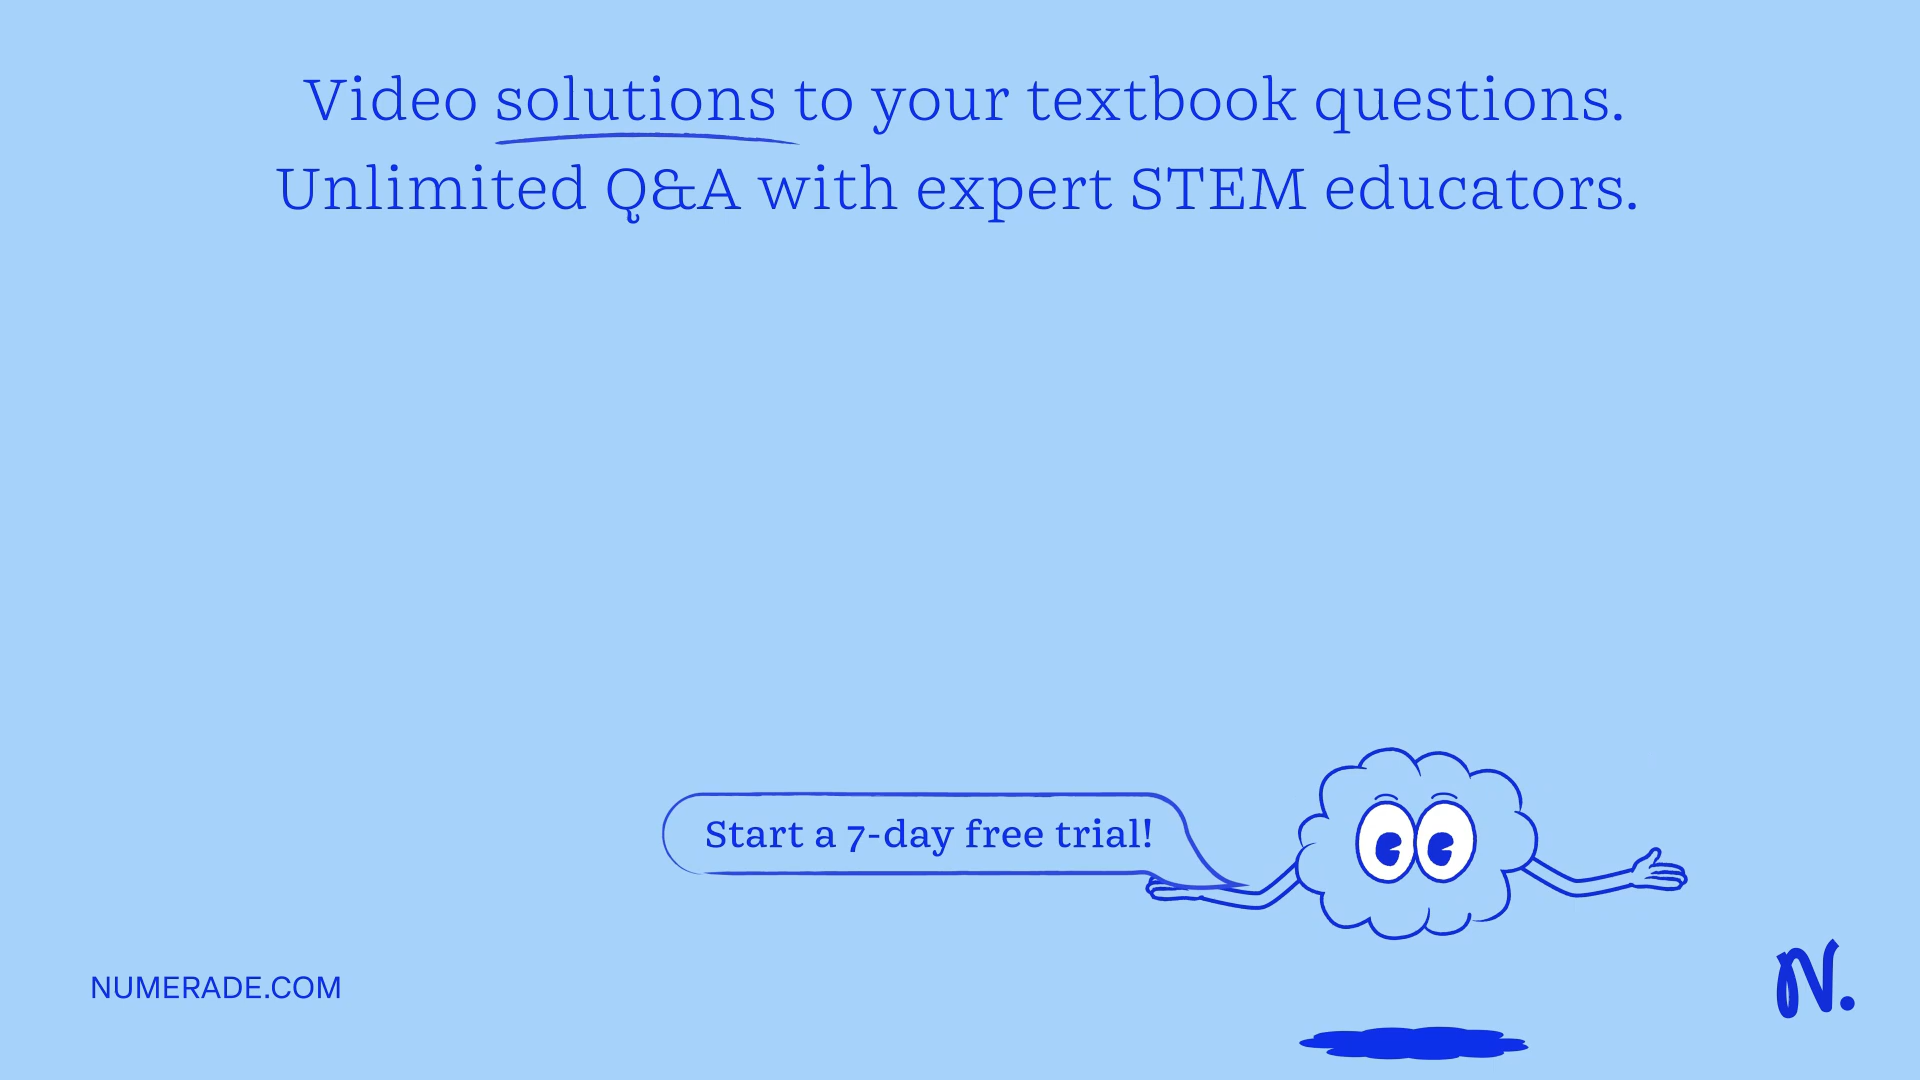 Video solutions to your textbook questions.
Unlimited Q&A with expert STEM educators.
Start a 7-day free trial!
NUMERADE.COM
N.